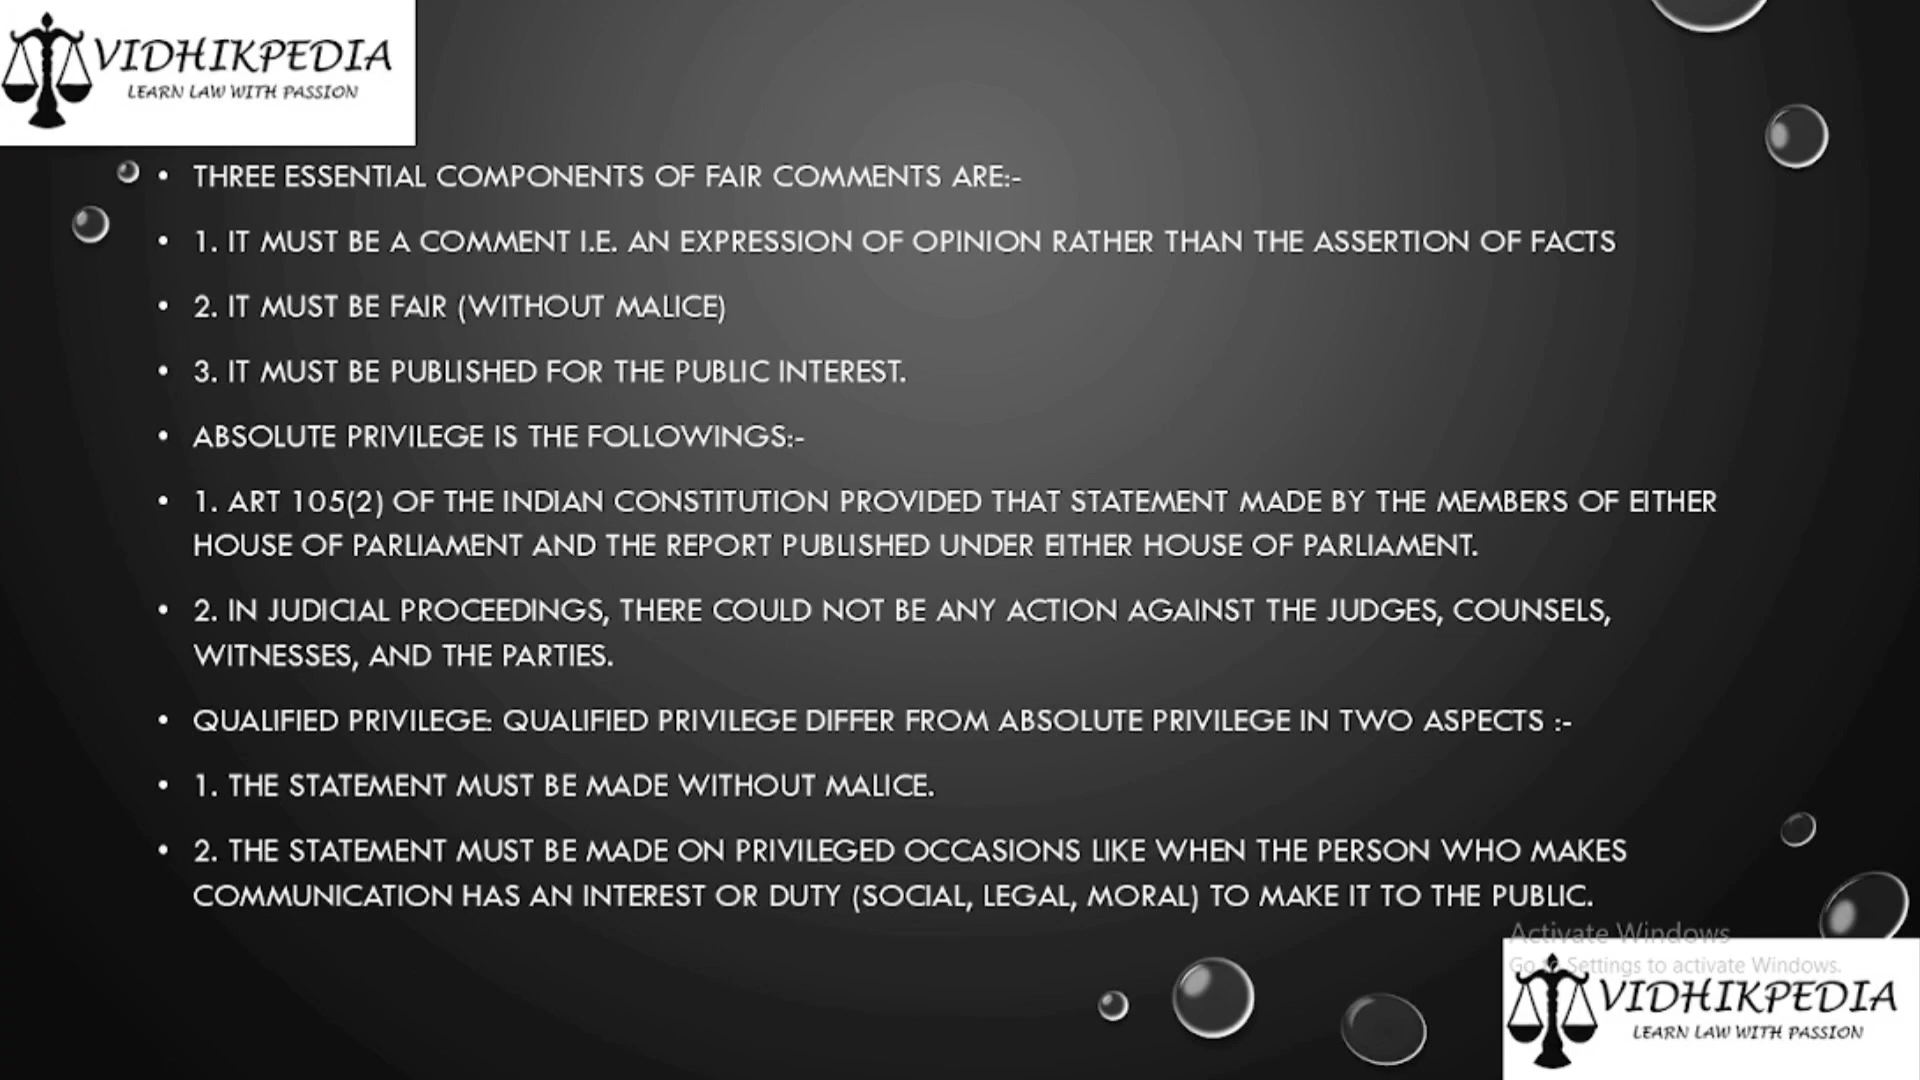 VIDHIKPEDIA
LEARN LAW WITH PASSION
• THREE ESSENTIAL COMPONENTS OF FAIR COMMENTS ARE:-
• 1. IT MUST BE A COMMENT I.E. AN EXPRESSION OF OPINION RATHER THAN THE ASSERTION OF FACTS
• 2. IT MUST BE FAIR (WITHOUT MALICE)
• 3. IT MUST BE PUBLISHED FOR THE PUBLIC INTEREST.
• ABSOLUTE PRIVILEGE IS THE FOLLOWINGS:-
• 1. ART 105(2) OF THE INDIAN CONSTITUTION PROVIDED THAT STATEMENT MADE BY THE MEMBERS OF EITHER
HOUSE OF PARLIAMENT AND THE REPORT PUBLISHED UNDER EITHER HOUSE OF PARLIAMENT.
• 2. IN JUDICIAL PROCEEDINGS, THERE COULD NOT BE ANY ACTION AGAINST THE JUDGES, COUNSELS,
WITNESSES, AND THE PARTIES.
• QUALIFIED PRIVILEGE: QUALIFIED PRIVILEGE DIFFER FROM ABSOLUTE PRIVILEGE IN TWO ASPECTS :-
• 1. THE STATEMENT MUST BE MADE WITHOUT MALICE.
• 2. THE STATEMENT MUST BE MADE ON PRIVILEGED OCCASIONS LIKE WHEN THE PERSON WHO MAKES
COMMUNICATION HAS AN INTEREST OR DUTY (SOCIAL, LEGAL, MORAL) TO MAKE IT TO THE PUBLIC.
Activate Windows
Go to Settings to activate Windows.
VIDHIKPEDIA
LEARN LAW WITH PASSION